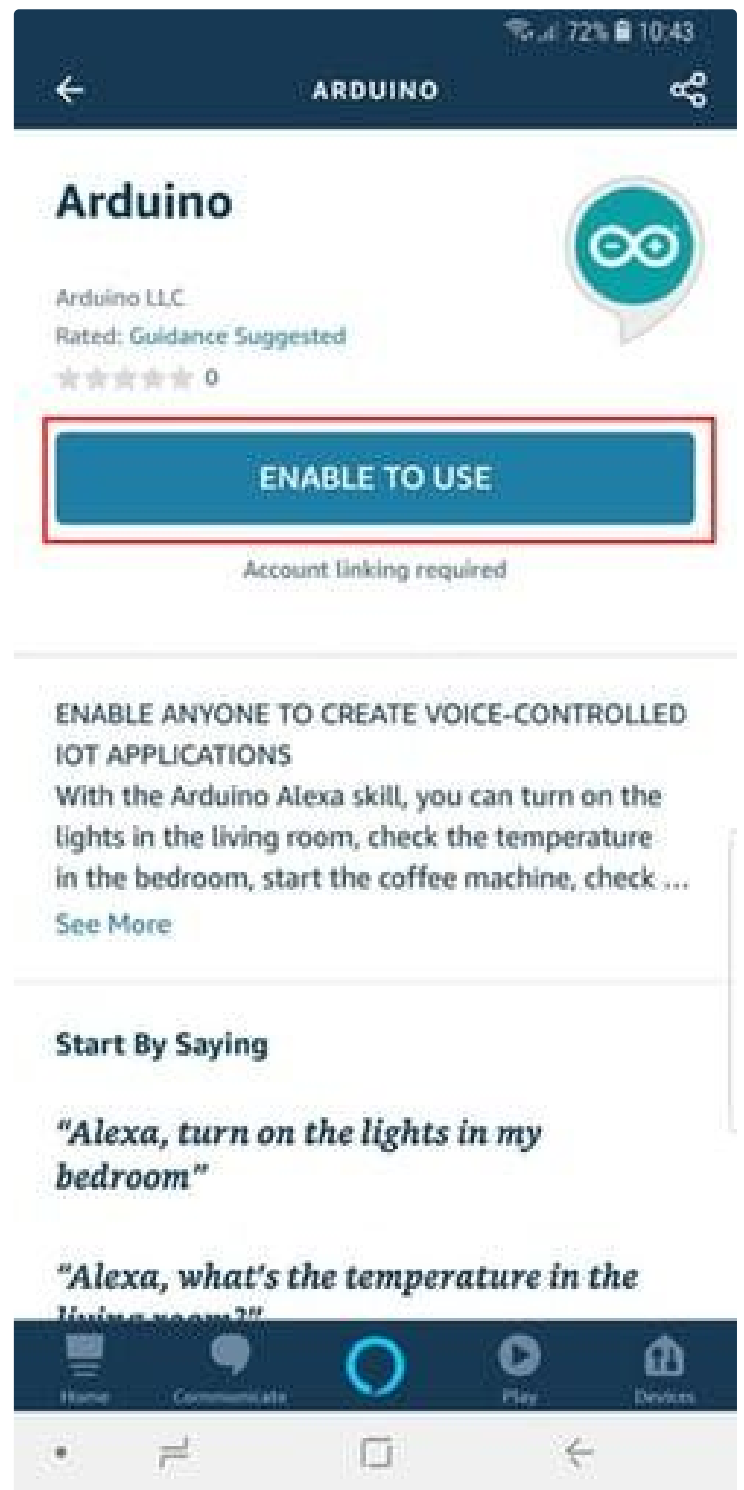 72% 10:43
ARDUINO
Arduino
Arduino LLC
Rated: Guidance Suggested
0
ENABLE TO USE
Account linking required
ENABLE ANYONE TO CREATE VOICE-CONTROLLED
IOT APPLICATIONS
With the Arduino Alexa skill, you can turn on the
lights in the living room, check the temperature
in the bedroom, start the coffee machine, check ...
See More
Start By Saying
“Alexa, turn on the lights in my
bedroom”
“Alexa, what's the temperature in the
living room?”
Home Communicate Play Devices